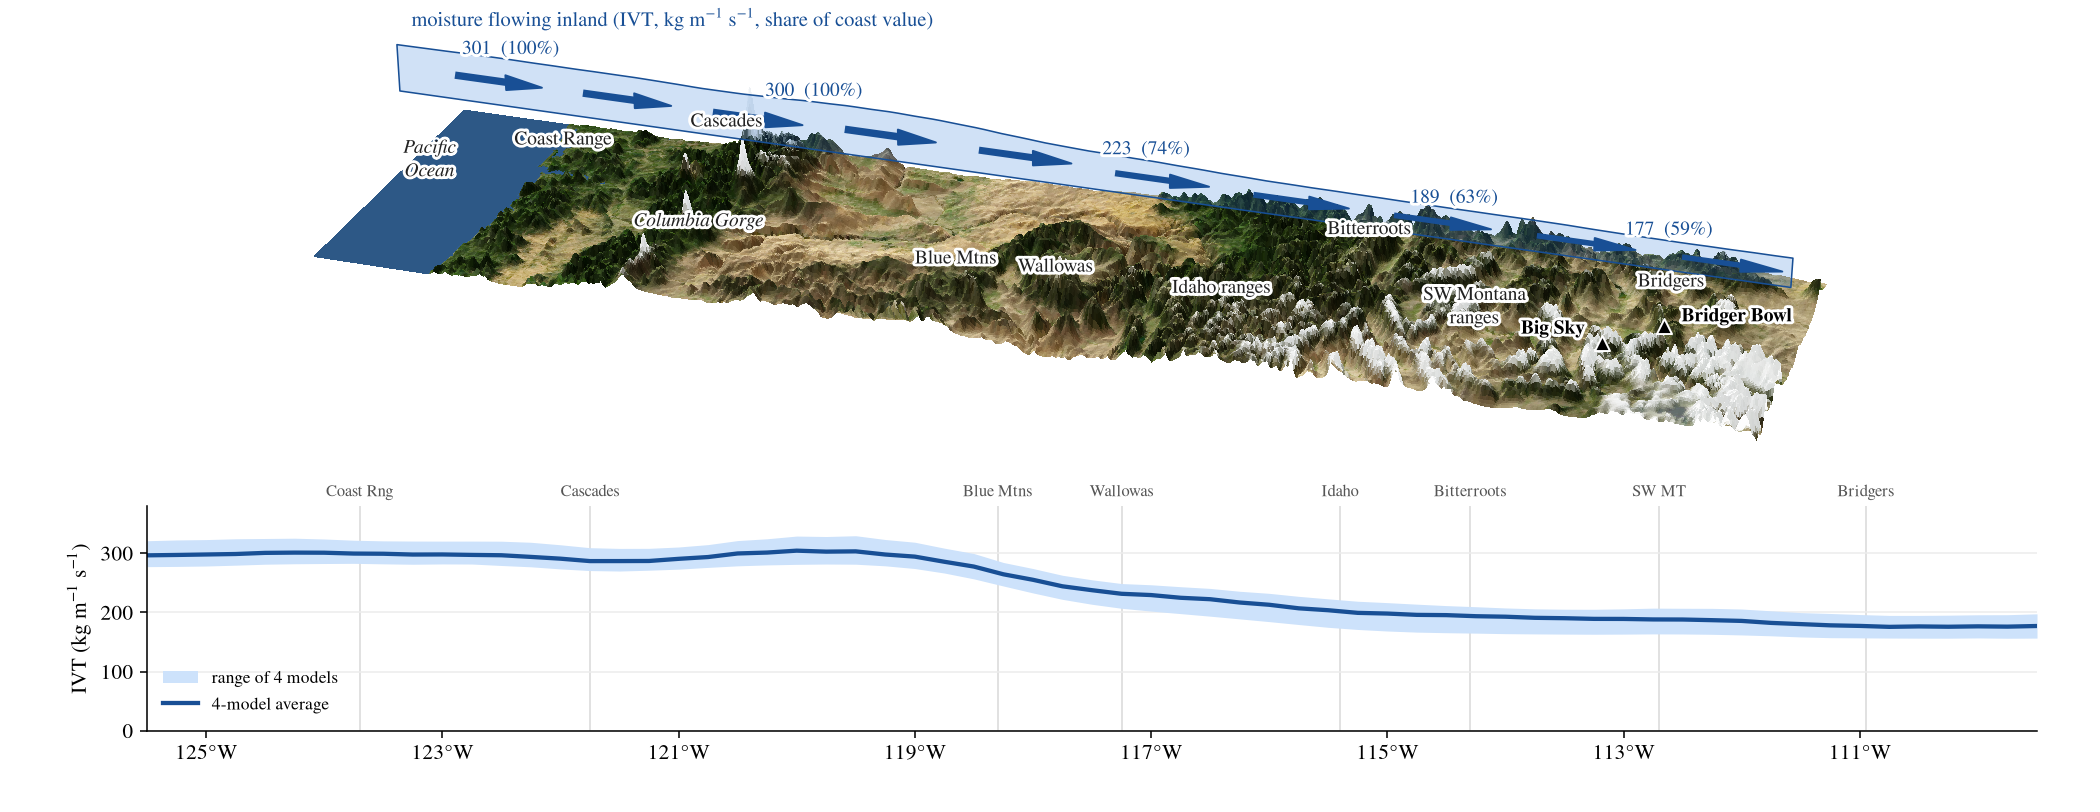 moisture flowing inland (IVT, kg m⁻¹ s⁻¹, share of coast value)
301 (100%)
300 (100%)
Cascades
Coast Range
Pacific
Ocean
223 (74%)
189 (63%)
Columbia Gorge
Bitterroots
177 (59%)
Blue Mtns
Wallowas
Idaho ranges
Bridgers
SW Montana
ranges
Big Sky
Bridger Bowl
Coast Rng
Cascades
Blue Mtns
Wallowas
Idaho
Bitterroots
SW MT
Bridgers
IVT (kg m⁻¹ s⁻¹)
300
200
100
0
range of 4 models
4-model average
125°W
123°W
121°W
119°W
117°W
115°W
113°W
111°W